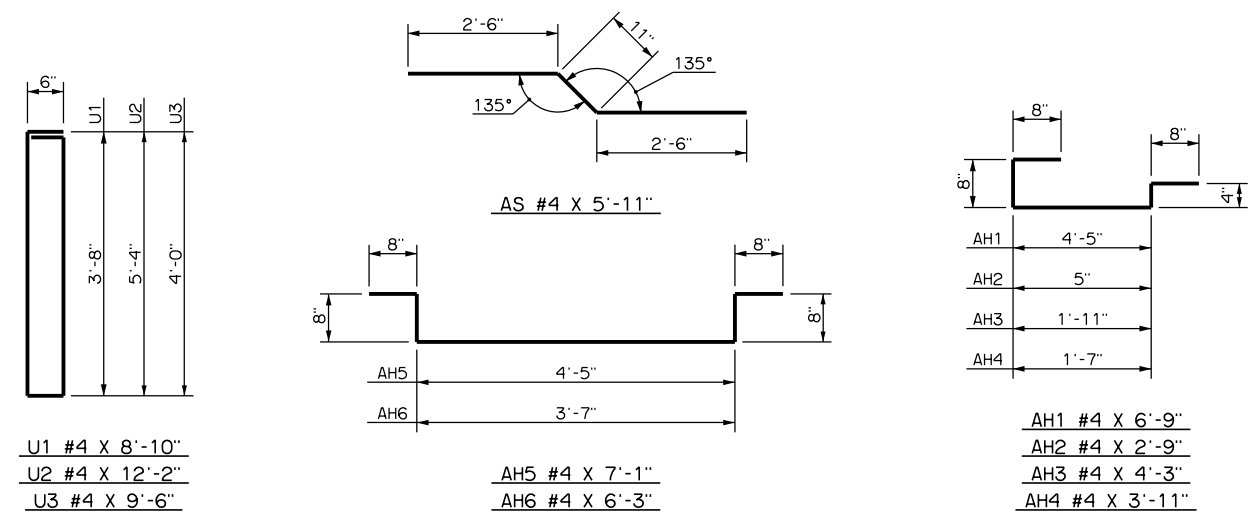 6"
U1
U2
U3
3'-8"
5'-4"
4'-0"
U1 #4 X 8'-10"
U2 #4 X 12'-2"
U3 #4 X 9'-6"
2'-6"
11"
135°
135°
2'-6"
AS #4 X 5'-11"
8"
8"
8"
8"
AH5 4'-5"
AH6 3'-7"
AH5 #4 X 7'-1"
AH6 #4 X 6'-3"
8"
8"
8"
4"
AH1 4'-5"
AH2 5"
AH3 1'-11"
AH4 1'-7"
AH1 #4 X 6'-9"
AH2 #4 X 2'-9"
AH3 #4 X 4'-3"
AH4 #4 X 3'-11"